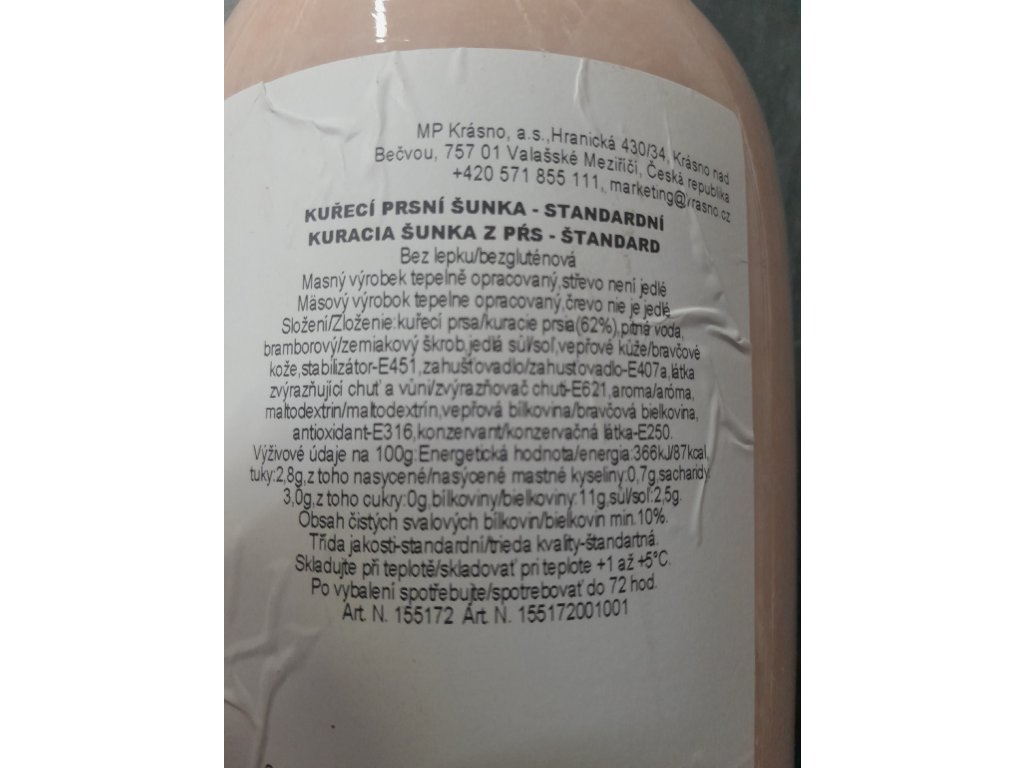 MP Krásno, a.s.,Hranická 430/34, Krásno nad
Bečvou, 757 01 Valašské Meziříčí, Česká republika
+420 571 855 111, marketing@krasno.cz
KUŘECÍ PRSNÍ ŠUNKA - STANDARDNÍ
KURACIA ŠUNKA Z PŔS - ŠTANDARD
Bez lepku/bezgluténová
Masný výrobek tepelně opracovaný,střevo není jedlé
Mäsový výrobok tepelne opracovaný,črevo nie je jedlé
Složení/Zloženie:kuřecí prsa/kuracie prsia(62%),pitná voda,
bramborový/zemiakový škrob,jedlá sůl/soľ,vepřové kůže/bravčové
kože,stabilizátor-E451,zahušťovadlo/zahusťovadlo-E407a,látka
zvýrazňující chuť a vůni/zvýrazňovač chuti-E621,aroma/aróma,
maltodextrin/maltodextrín,vepřová bílkovina/bravčová bielkovina,
antioxidant-E316,konzervant/konzervačná látka-E250.
Výživové údaje na 100g:Energetická hodnota/energia:366kJ/87kcal,
tuky:2,8g,z toho nasycené/nasýcené mastné kyseliny:0,7g,sacharidy:
3,0g,z toho cukry:0g,bílkoviny/bielkoviny:11g,sůl/soľ:2,5g.
Obsah čistých svalových bílkovin/bielkovín min.10%.
Třída jakosti-standardní/trieda kvality-štandartná.
Skladujte při teplotě/skladovať pri teplote +1 až +5°C.
Po vybalení spotřebujte/spotrebovať do 72 hod.
Art. N. 155172 Art. N. 155172001001